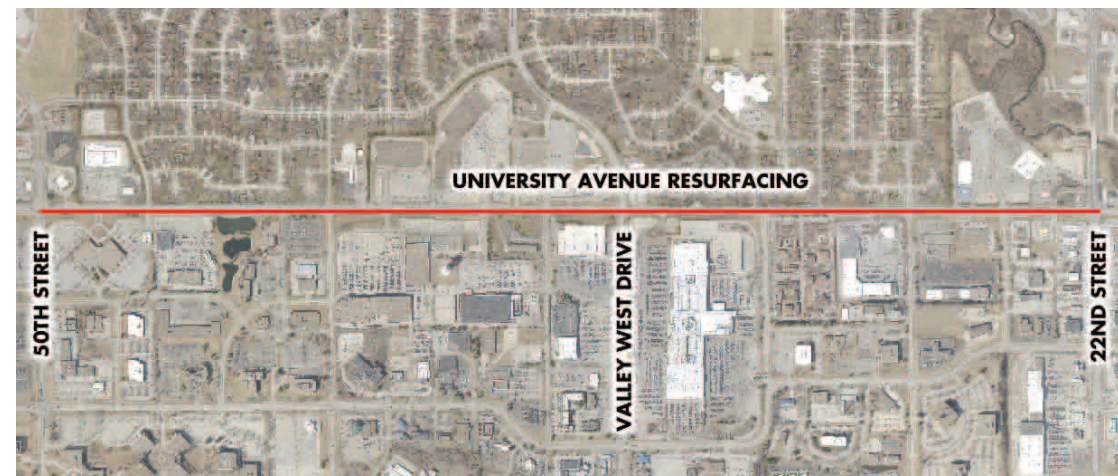 UNIVERSITY AVENUE RESURFACING
50TH STREET
VALLEY WEST DRIVE
22ND STREET